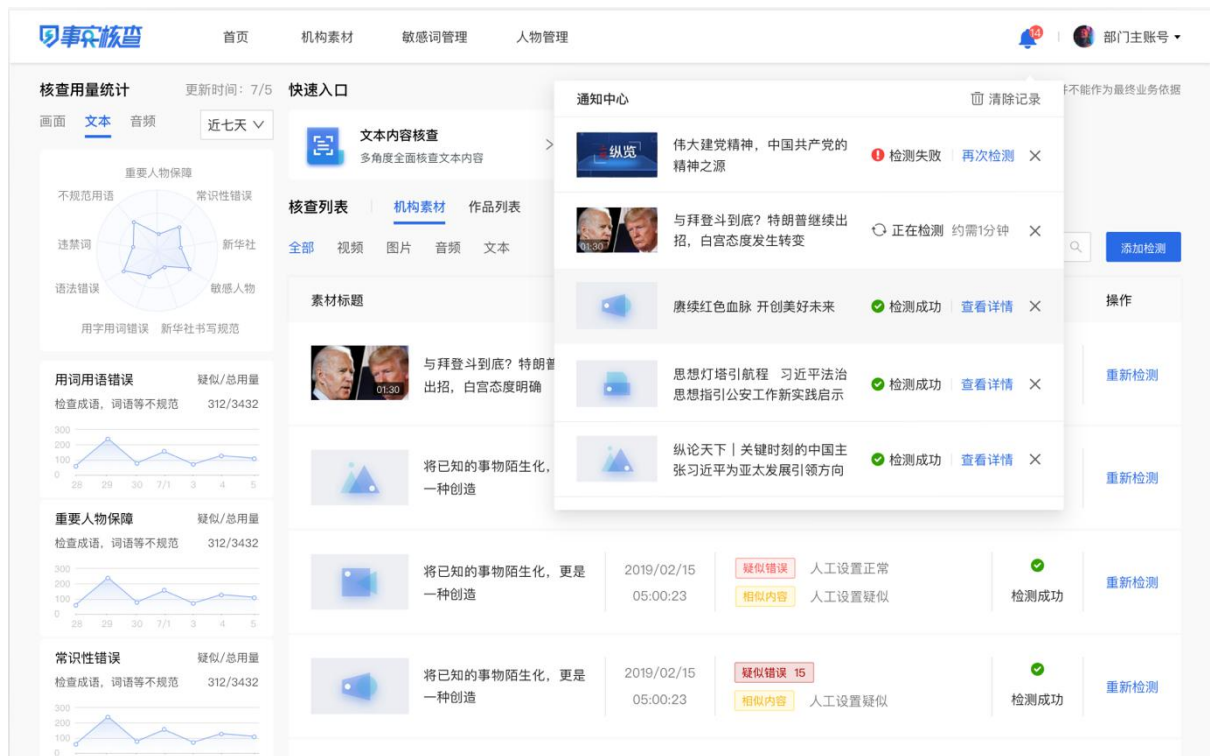 事实核查
首页 机构素材 敏感词管理 人物管理
14
部门主账号
核查用量统计 更新时间：7/5
画面 文本 音频 近七天
重要人物保障
不规范用语 常识性错误
违禁词 新华社
语法错误 敏感人物
用字用词错误 新华社书写规范
用词用语错误 疑似/总用量
检查成语，词语等不规范 312/3432
300
200
100
0
28 29 30 7/1 3 4 5
重要人物保障 疑似/总用量
检查成语，词语等不规范 312/3432
300
200
100
0
28 29 30 7/1 3 4 5
常识性错误 疑似/总用量
检查成语，词语等不规范 312/3432
300
200
100
0
快速入口
不能作为最终业务依据
文本内容核查
多角度全面核查文本内容
核查列表 机构素材 作品列表
全部 视频 图片 音频 文本
添加检测
素材标题 操作
01:30
与拜登斗到底？特朗普
出招，白宫态度明确
重新检测
将已知的事物陌生化，
一种创造
重新检测
将已知的事物陌生化，更是
一种创造
2019/02/15
05:00:23
疑似错误 人工设置正常
相似内容 人工设置疑似
检测成功
重新检测
将已知的事物陌生化，更是
一种创造
2019/02/15
05:00:23
疑似错误 15
相似内容 人工设置疑似
检测成功
重新检测
通知中心 清除记录
纵览
伟大建党精神，中国共产党的
精神之源
检测失败 再次检测
01:30
与拜登斗到底？特朗普继续出
招，白宫态度发生转变
正在检测 约需1分钟
赓续红色血脉 开创美好未来
检测成功 查看详情
思想灯塔引航程 习近平法治
思想指引公安工作新实践启示
检测成功 查看详情
纵论天下｜关键时刻的中国主
张习近平为亚太发展引领方向
检测成功 查看详情